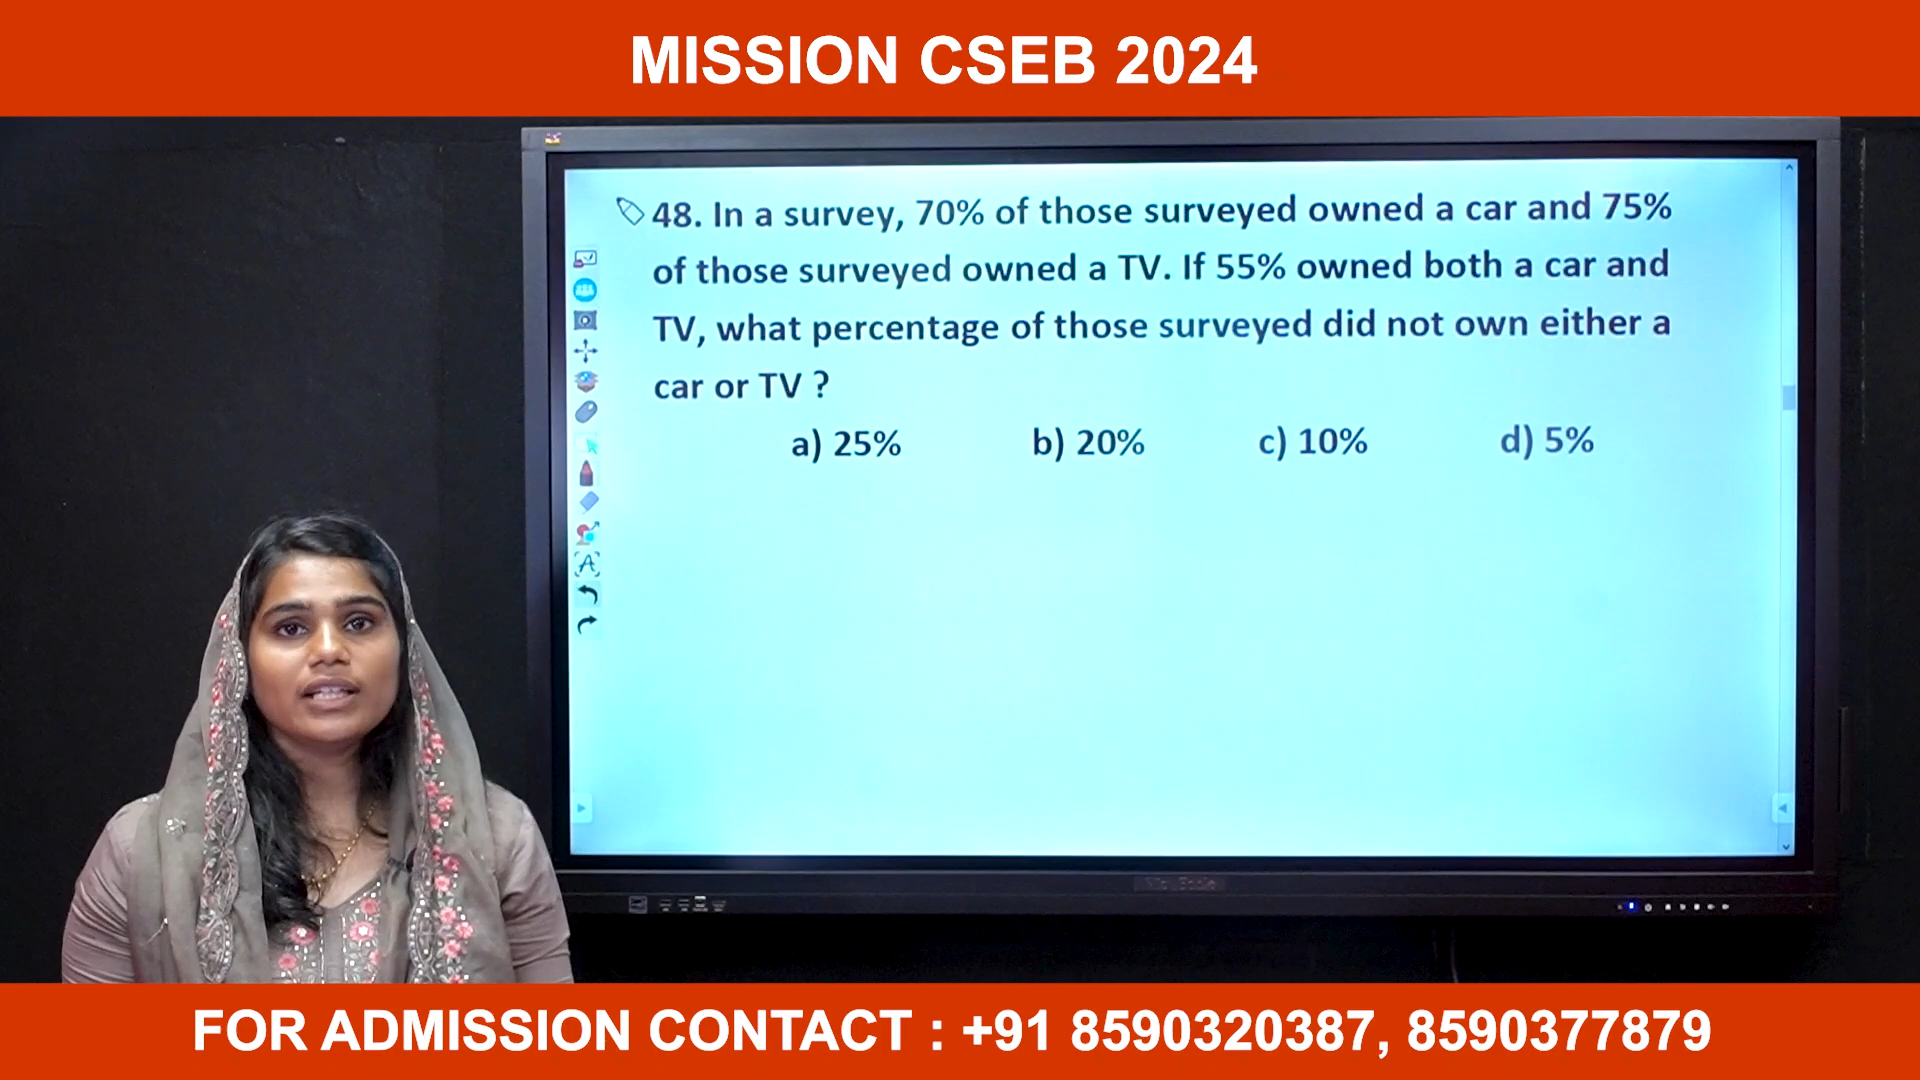 MISSION CSEB 2024
48. In a survey, 70% of those surveyed owned a car and 75%
of those surveyed owned a TV. If 55% owned both a car and
TV, what percentage of those surveyed did not own either a
car or TV ?
a) 25% b) 20% c) 10% d) 5%
FOR ADMISSION CONTACT : +91 8590320387, 8590377879